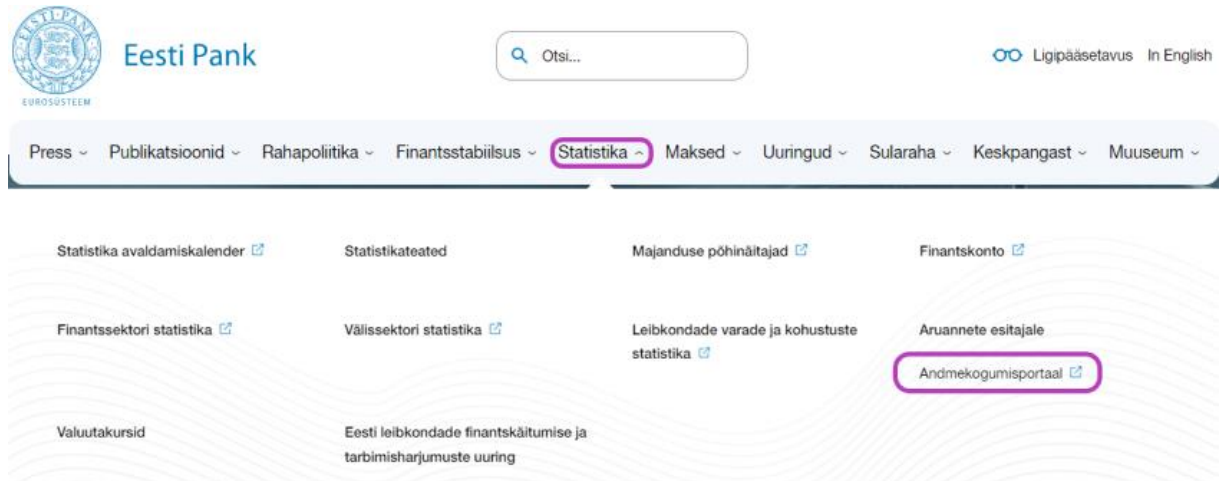 EESTI PANK
EUROSÜSTEEM
Eesti Pank
Otsi...
Ligipääsetavus In English
Press Publikatsioonid Rahapoliitika Finantsstabiilsus Statistika Maksed Uuringud Sularaha Keskpangast Muuseum
Statistika avaldamiskalender Statistikateated Majanduse põhinäitajad Finantskonto
Finantssektori statistika Välissektori statistika Leibkondade varade ja kohustuste Aruannete esitajale
statistika
Andmekogumisportaal
Valuutakursid Eesti leibkondade finantskäitumise ja
tarbimisharjumuste uuring